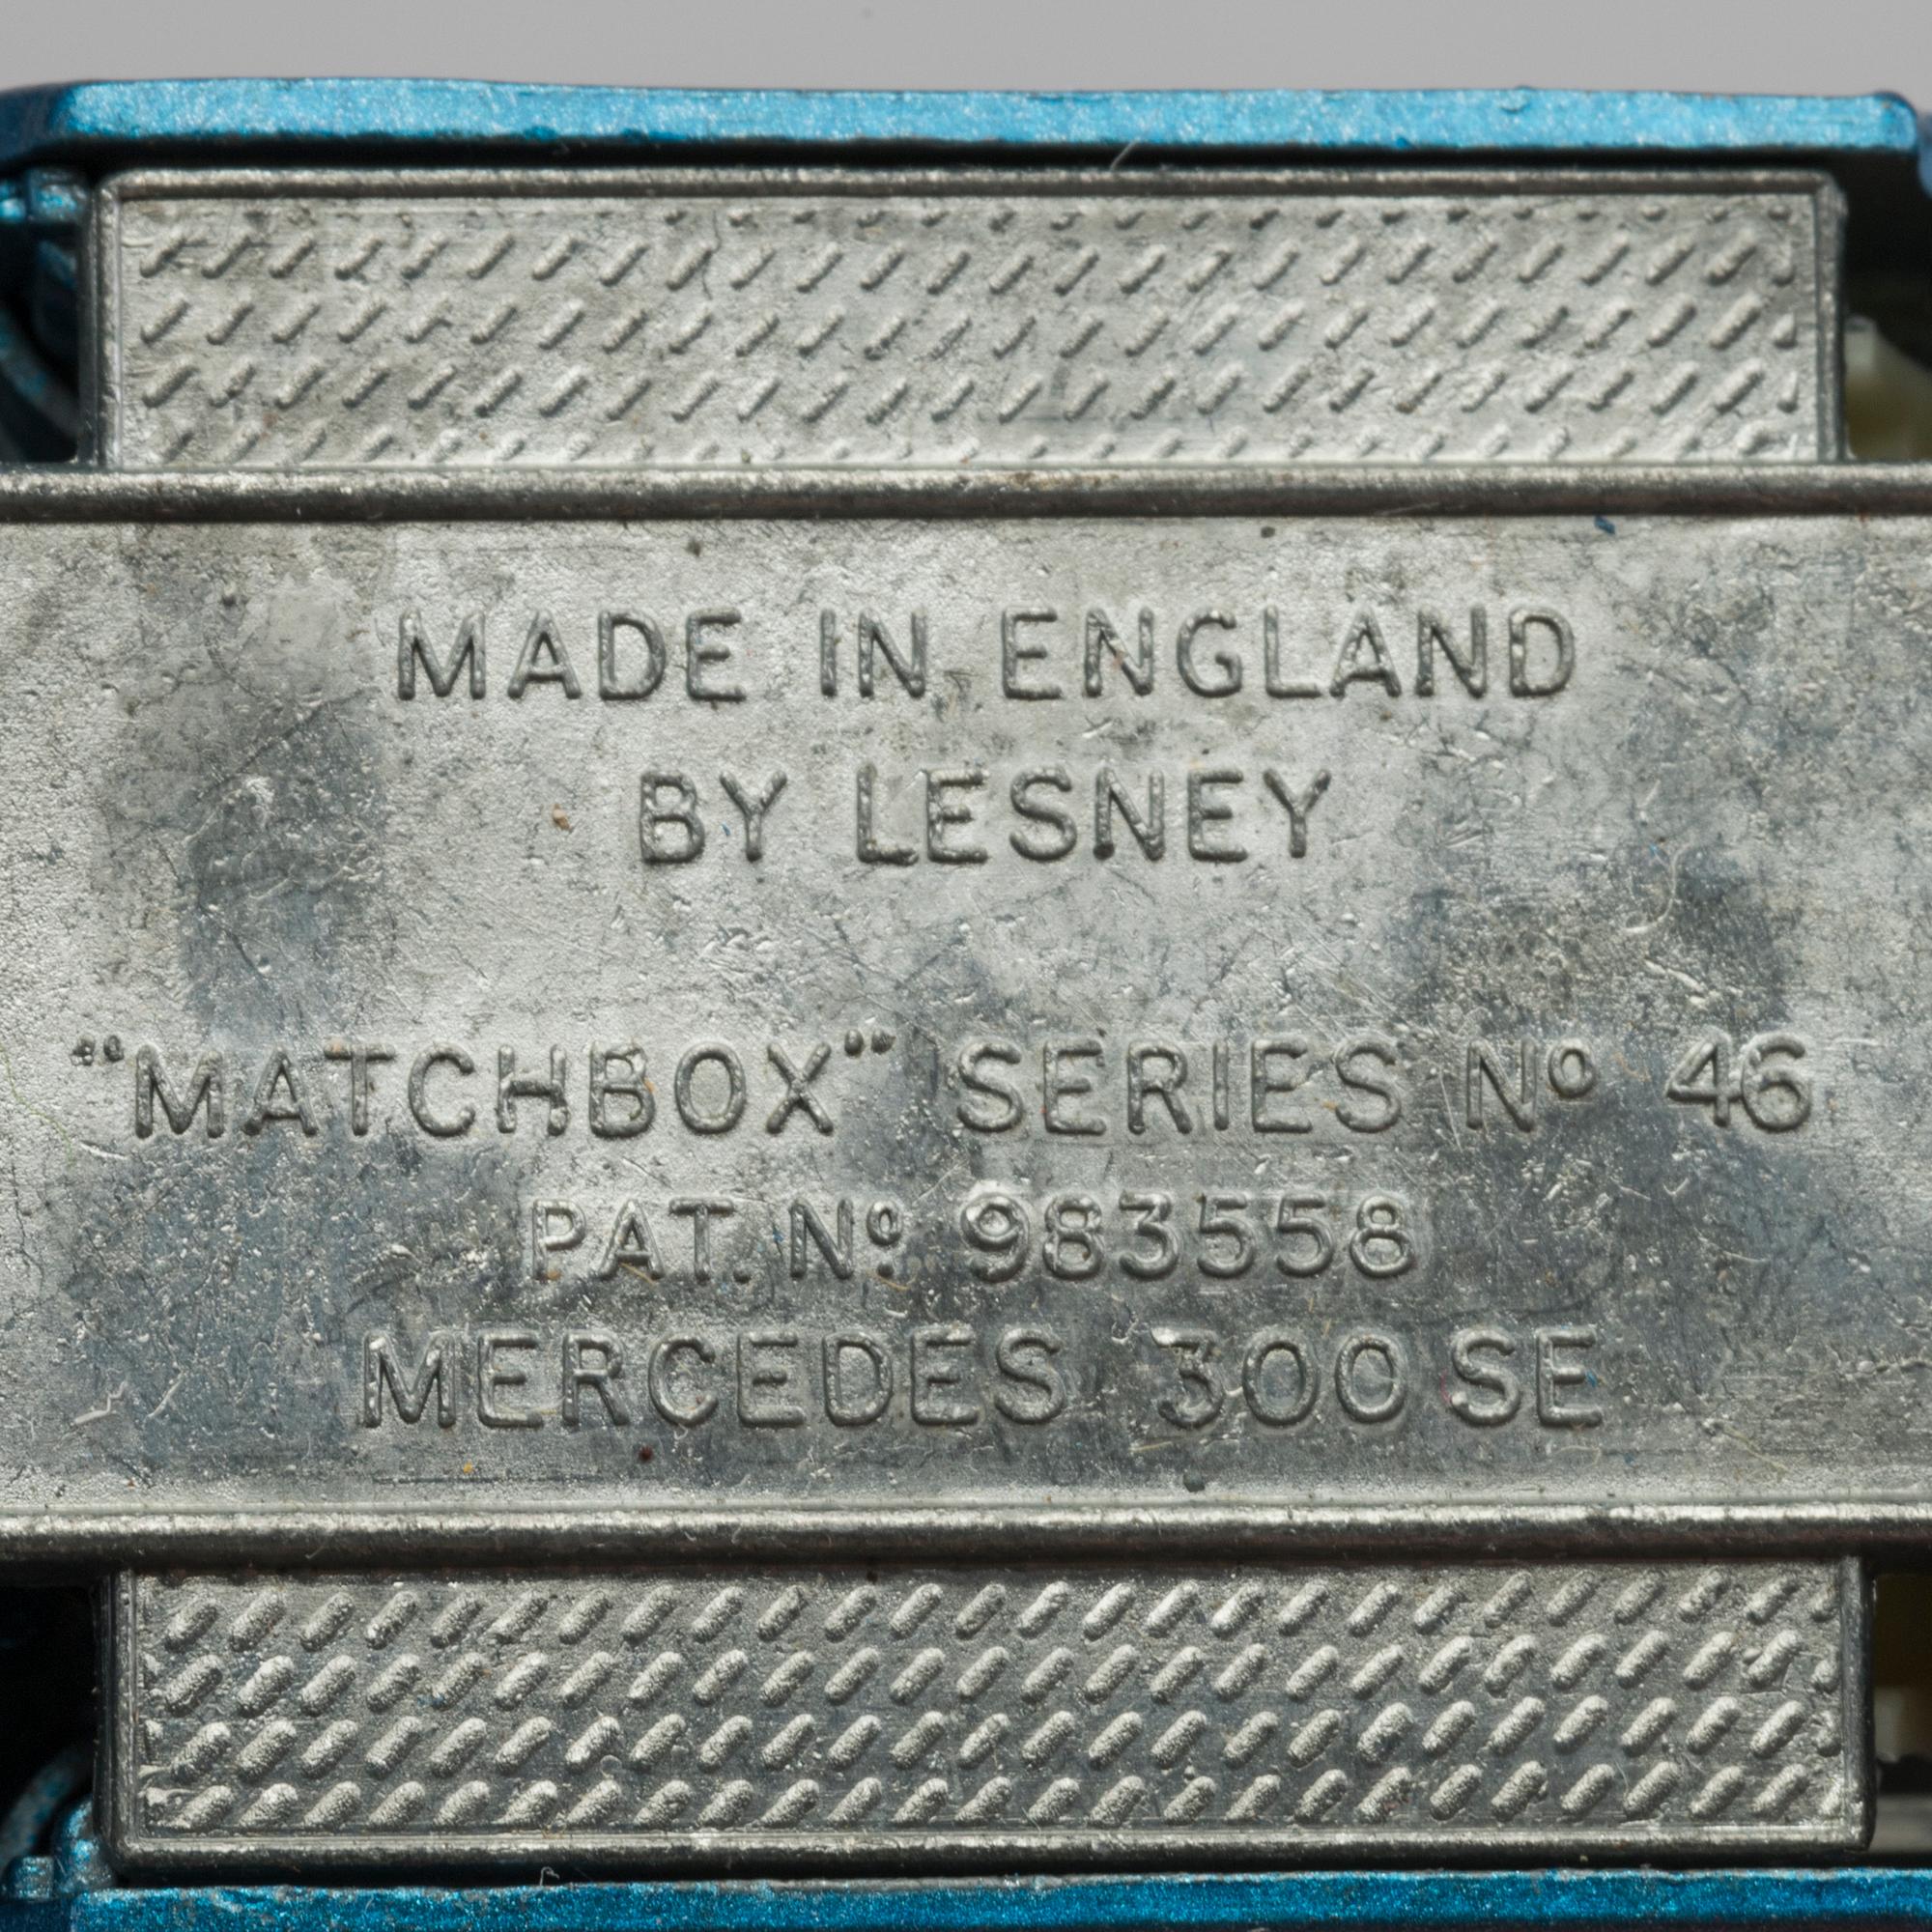 MADE IN ENGLAND
BY LESNEY
“MATCHBOX” SERIES Nº 46
PAT. Nº 983558
MERCEDES 300 SE